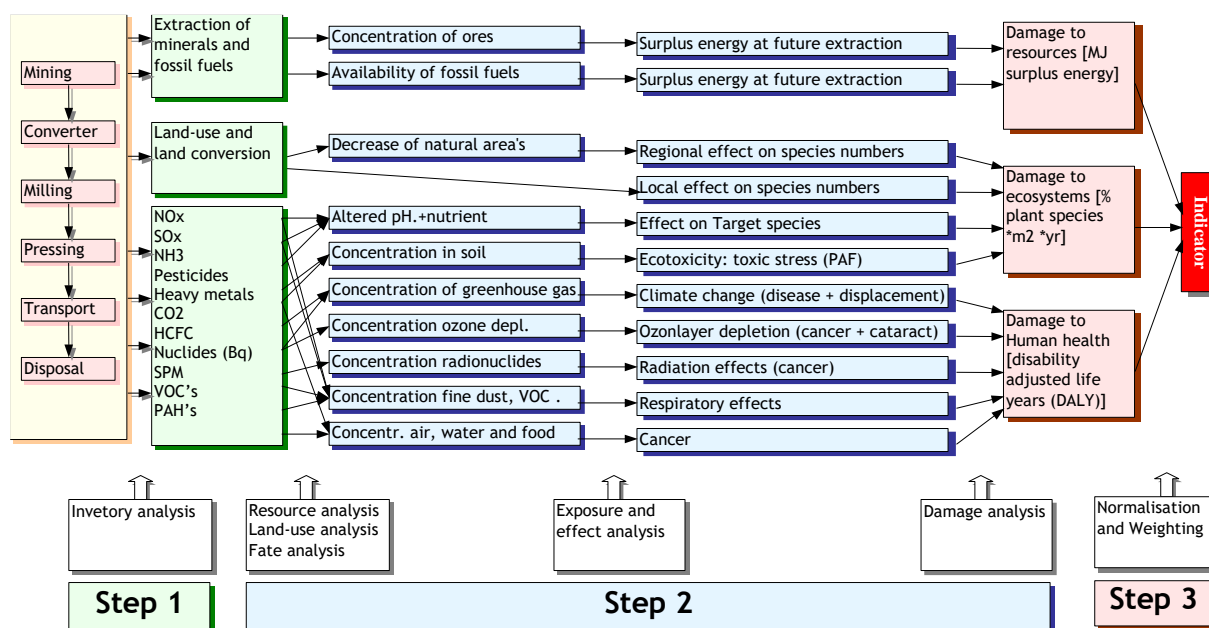 Mining
Converter
Milling
Pressing
Transport
Disposal
Extraction of
minerals and
fossil fuels
Land-use and
land conversion
NOx
SOx
NH3
Pesticides
Heavy metals
CO2
HCFC
Nuclides (Bq)
SPM
VOC's
PAH's
Concentration of ores
Availability of fossil fuels
Decrease of natural area's
Altered pH.+nutrient
Concentration in soil
Concentration of greenhouse gas
Concentration ozone depl.
Concentration radionuclides
Concentration fine dust, VOC .
Concentr. air, water and food
Surplus energy at future extraction
Surplus energy at future extraction
Regional effect on species numbers
Local effect on species numbers
Effect on Target species
Ecotoxicity: toxic stress (PAF)
Climate change (disease + displacement)
Ozonlayer depletion (cancer + cataract)
Radiation effects (cancer)
Respiratory effects
Cancer
Damage to
resources [MJ
surplus energy]
Damage to
ecosystems [%
plant species
*m2 *yr]
Damage to
Human health
[disability
adjusted life
years (DALY)]
Indicator
Invetory analysis
Resource analysis
Land-use analysis
Fate analysis
Exposure and
effect analysis
Damage analysis
Normalisation
and Weighting
Step 1
Step 2
Step 3